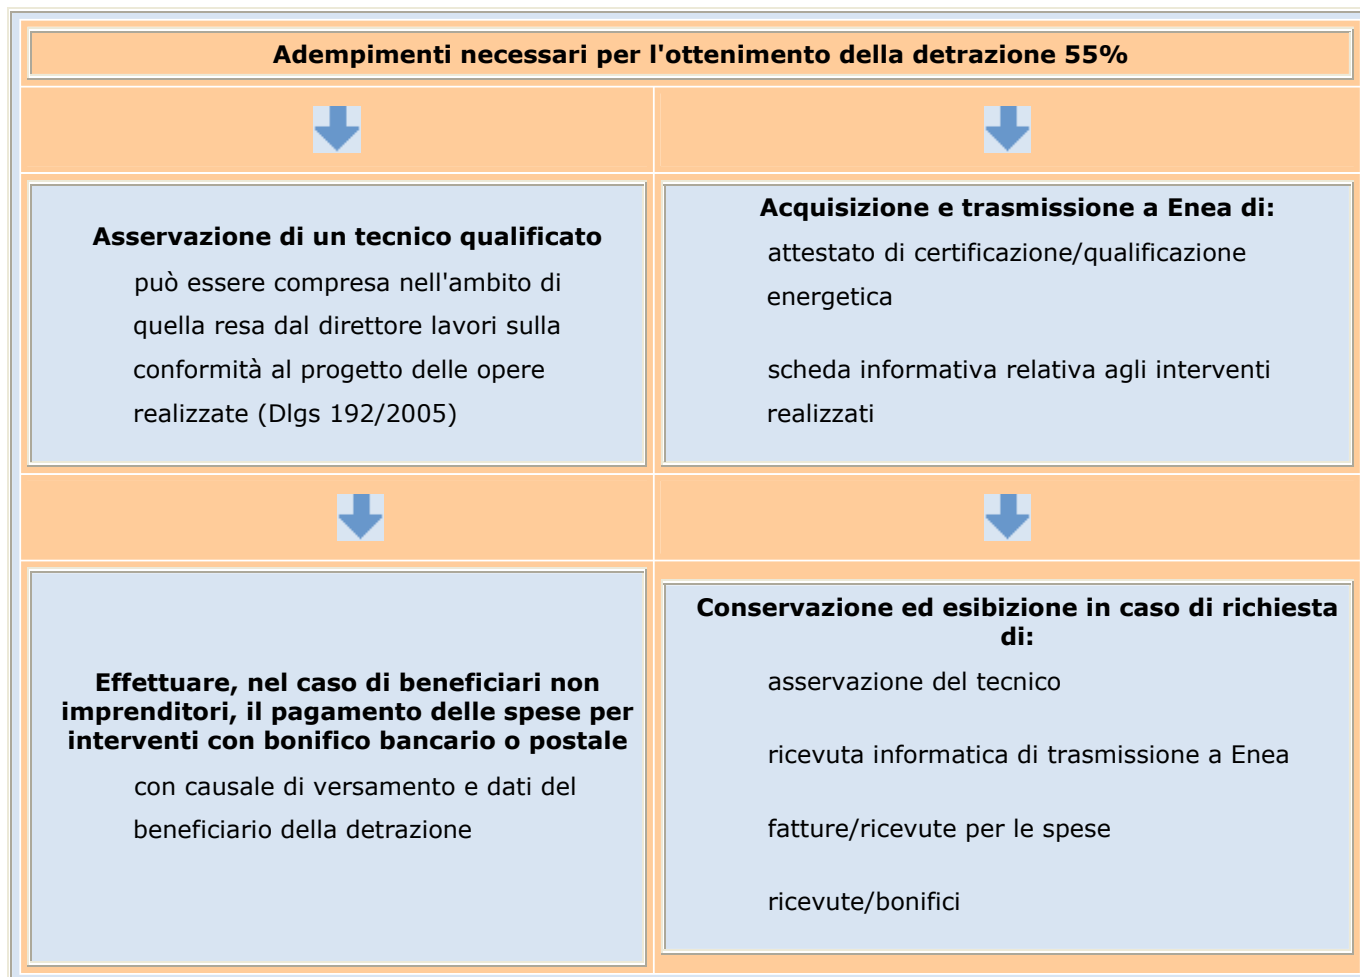 Adempimenti necessari per l'ottenimento della detrazione 55%
Asservazione di un tecnico qualificato
può essere compresa nell'ambito di
quella resa dal direttore lavori sulla
conformità al progetto delle opere
realizzate (Dlgs 192/2005)
Acquisizione e trasmissione a Enea di:
attestato di certificazione/qualificazione
energetica
scheda informativa relativa agli interventi
realizzati
Effettuare, nel caso di beneficiari non
imprenditori, il pagamento delle spese per
interventi con bonifico bancario o postale
con causale di versamento e dati del
beneficiario della detrazione
Conservazione ed esibizione in caso di richiesta
di:
asservazione del tecnico
ricevuta informatica di trasmissione a Enea
fatture/ricevute per le spese
ricevute/bonifici